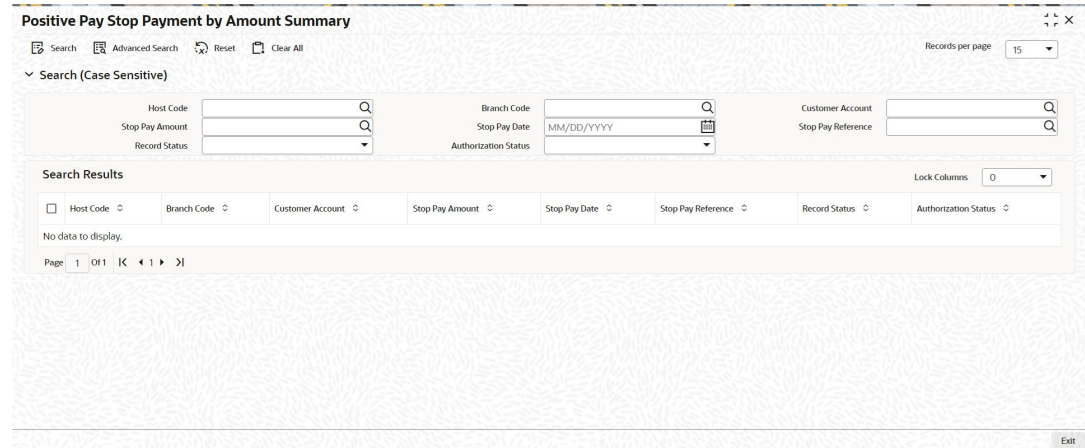 Positive Pay Stop Payment by Amount Summary
Search Advanced Search Reset Clear All Records per page 15
Search (Case Sensitive)
Host Code Branch Code Customer Account
Stop Pay Amount Stop Pay Date MM/DD/YYYY Stop Pay Reference
Record Status Authorization Status
Search Results Lock Columns 0
Host Code Branch Code Customer Account Stop Pay Amount Stop Pay Date Stop Pay Reference Record Status Authorization Status
No data to display.
Page 1 Of 1 1
Exit